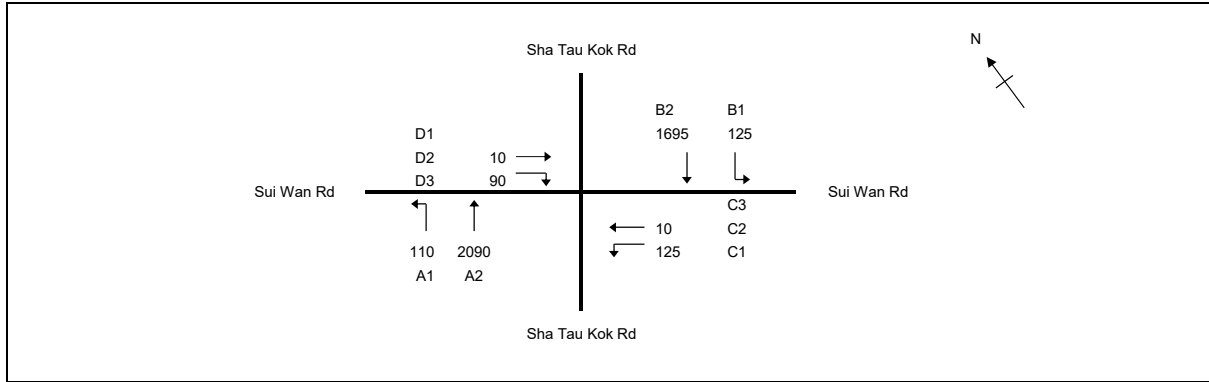 N
Sha Tau Kok Rd
B2 B1
D1 1695 125
D2 10
D3 90
Sui Wan Rd Sui Wan Rd
C3
10 C2
110 2090 125 C1
A1 A2
Sha Tau Kok Rd